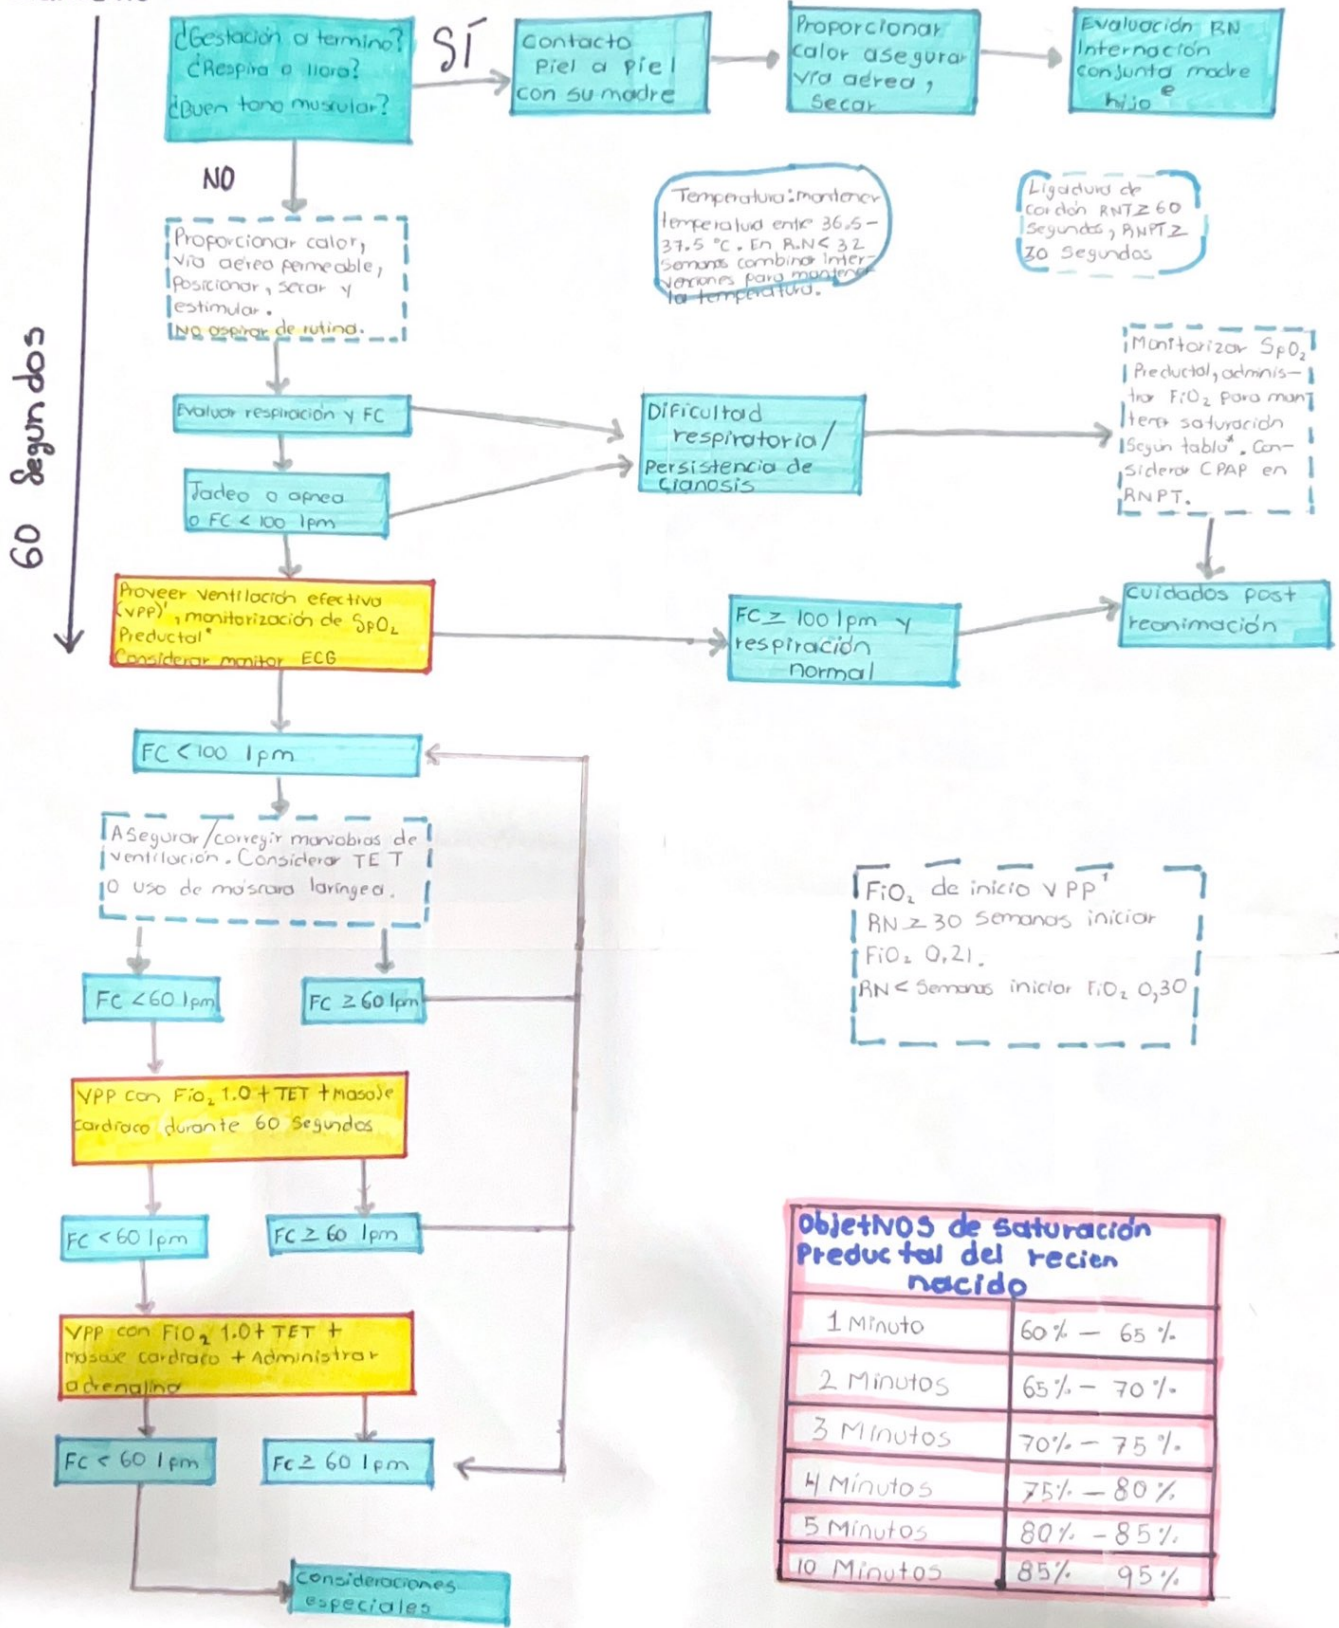 ¿Gestación a termino?
¿Respira o llora?
¿Buen tono muscular?
SÍ
Contacto
Piel a piel
con su madre
Proporcionar
calor asegurar
vía aérea,
Secar
Evaluación RN
Internación
conjunta madre
e
hijo
NO
Proporcionar calor,
vía aérea permeable,
Posicionar, secar y
estimular.
No aspirar de rutina.
Temperatura: mantener
temperatura entre 36.5-
37.5 °C. En R.N < 32
Semanas combinar inter-
venciones para mantener
la temperatura.
Ligadura de
cordón RNT ≥ 60
Segundos, RNPT ≥
30 Segundos
60 Segundos
Evaluar respiración y FC
Jadeo o apnea
o FC < 100 lpm
Dificultad
respiratoria/
Persistencia de
Cianosis
Monitorizar SpO₂
Preductal, adminis-
trar FiO₂ para man
tener saturación
Según tabla*. Con-
siderar CPAP en
RNPT.
Proveer ventilación efectiva
(VPP)¹, monitorización de SpO₂
Preductal*
Considerar monitor ECG
FC ≥ 100 lpm y
respiración
normal
cuidados post
reanimación
FC < 100 lpm
Asegurar/corregir maniobras de
ventilación. Considerar TET
o uso de máscara laríngea.
FC < 60 lpm
FC ≥ 60 lpm
FiO₂ de inicio VPP¹
RN ≥ 30 Semanas iniciar
FiO₂ 0,21.
RN < Semanas iniciar FiO₂ 0,30
VPP con FiO₂ 1.0 + TET + masaje
cardíaco durante 60 Segundos
FC < 60 lpm
FC ≥ 60 lpm
VPP con FiO₂ 1.0 + TET +
Masaje cardíaco + Administrar
adrenalina
FC < 60 lpm
FC ≥ 60 lpm
Consideraciones
especiales
Objetivos de saturación
Preductal del recien
nacido
1 Minuto 60% - 65%
2 Minutos 65% - 70%
3 Minutos 70% - 75%
4 Minutos 75% - 80%
5 Minutos 80% - 85%
10 Minutos 85% 95%